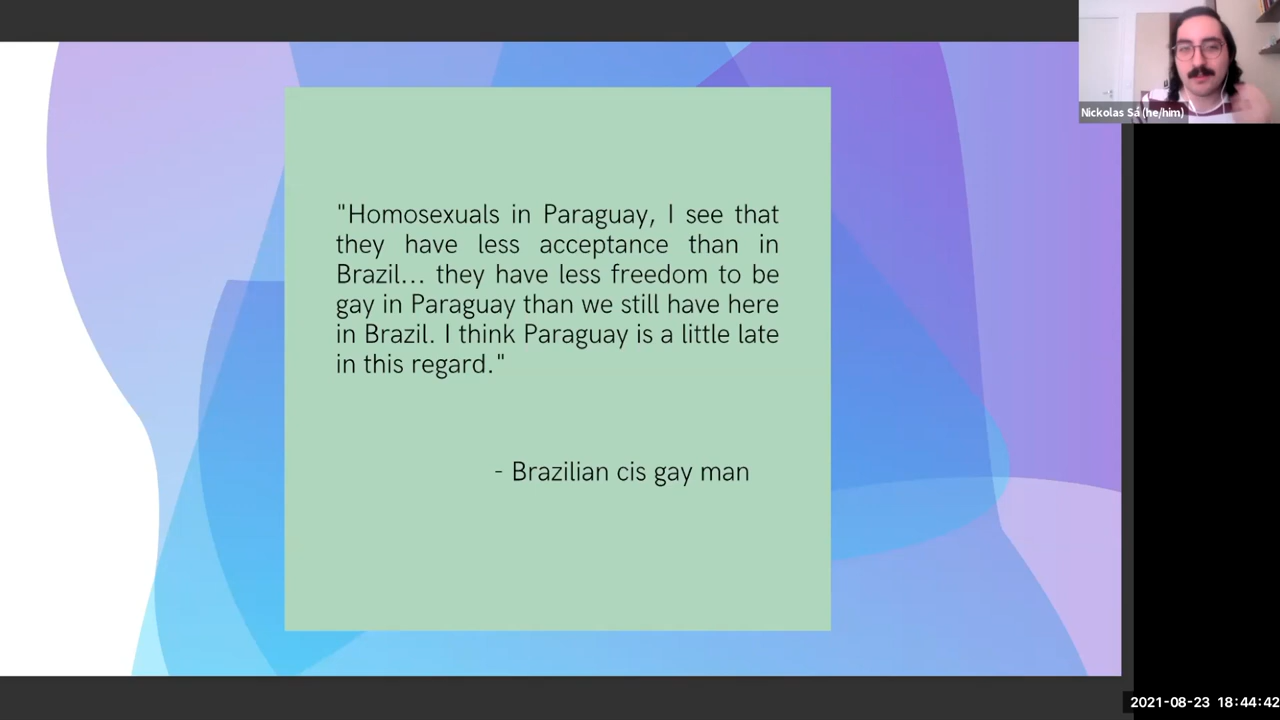 Nickolas Sá (he/him)
"Homosexuals in Paraguay, I see that
they have less acceptance than in
Brazil... they have less freedom to be
gay in Paraguay than we still have here
in Brazil. I think Paraguay is a little late
in this regard."
- Brazilian cis gay man
2021-08-23 18:44:42